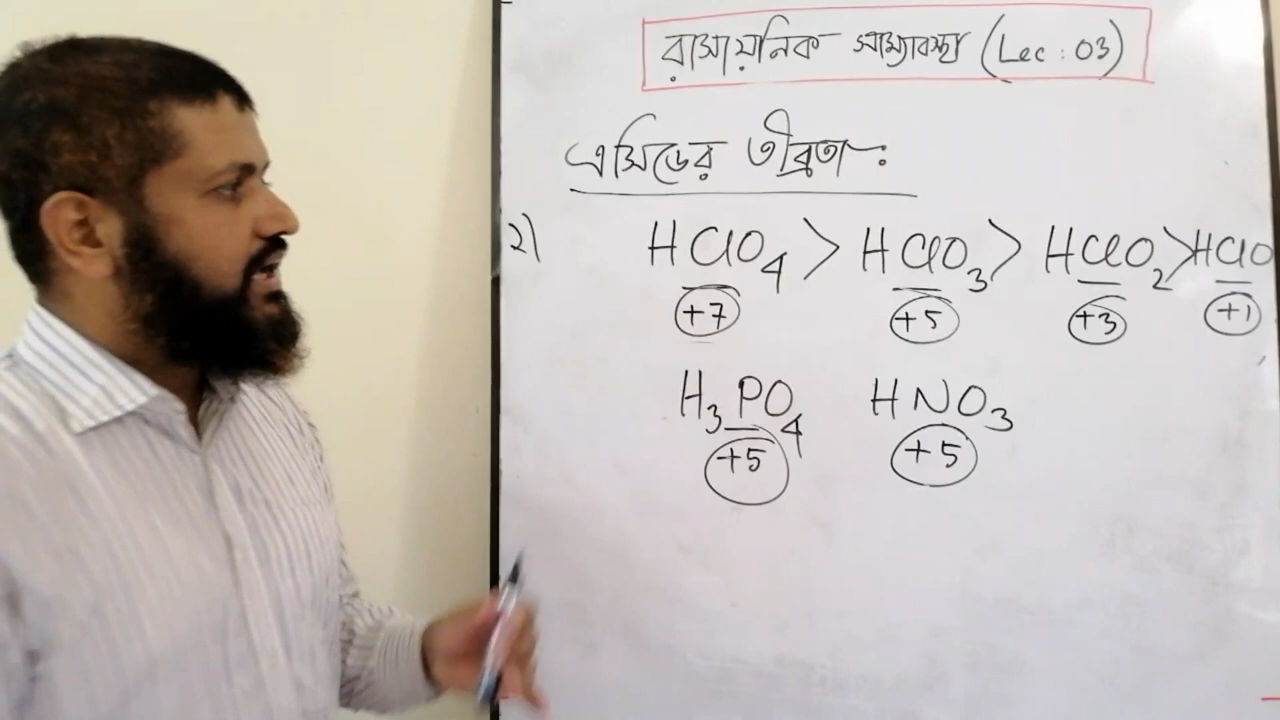 রাসায়নিক সাম্যাবস্থা (Lec : 03)
এসিডের তীব্রতা :
২) HClO₄ > HClO₃ > HClO₂ > HClO
+7 +5 +3 +1
H₃PO₄ HNO₃
+5 +5